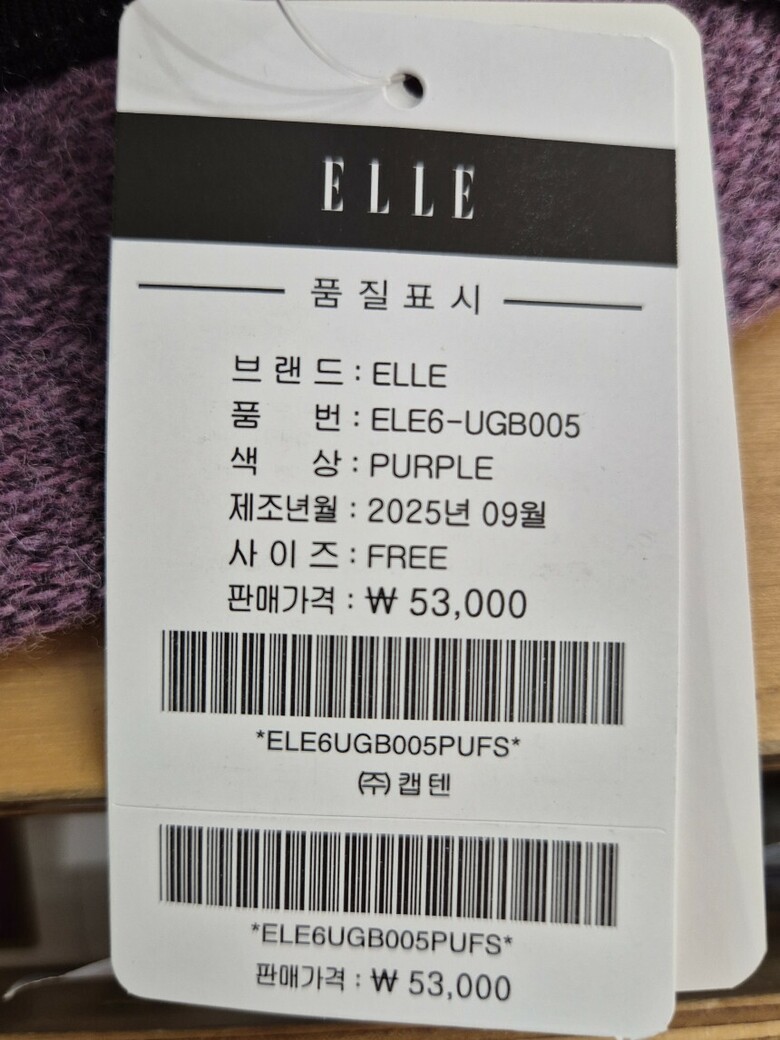 ELLE
품질표시
브랜드 : ELLE
품 번 : ELE6-UGB005
색 상 : PURPLE
제조년월 : 2025년 09월
사이즈 : FREE
판매가격 : ₩ 53,000
*ELE6UGB005PUFS*
㈜캡텐
*ELE6UGB005PUFS*
판매가격 : ₩ 53,000